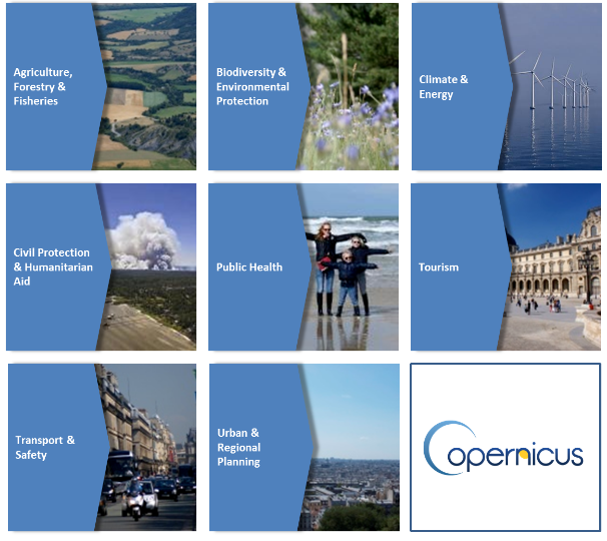 Agriculture,
Forestry &
Fisheries
Biodiversity &
Environmental
Protection
Climate &
Energy
Civil Protection
& Humanitarian
Aid
Public Health
Tourism
Transport &
Safety
Urban &
Regional
Planning
Copernicus